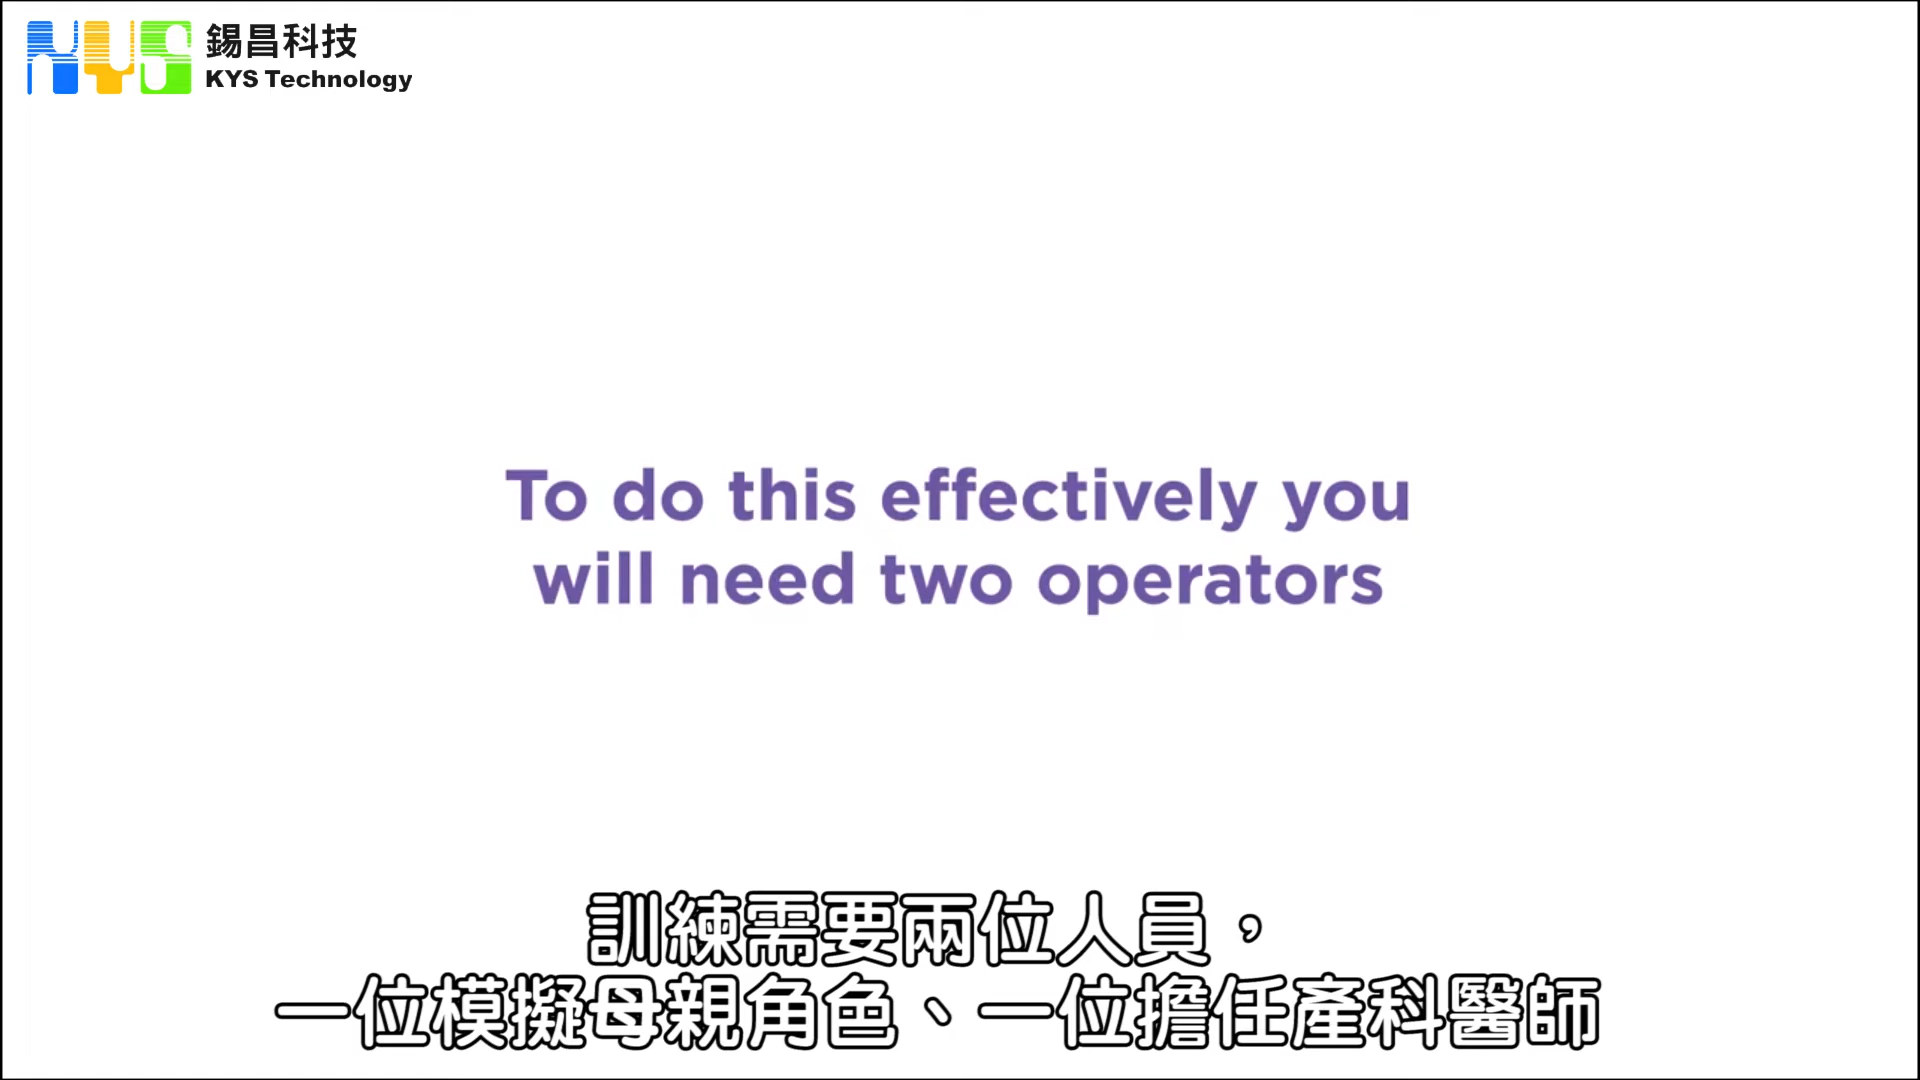 錫昌科技
KYS Technology
To do this effectively you
will need two operators
訓練需要兩位人員，
一位模擬母親角色、一位擔任產科醫師